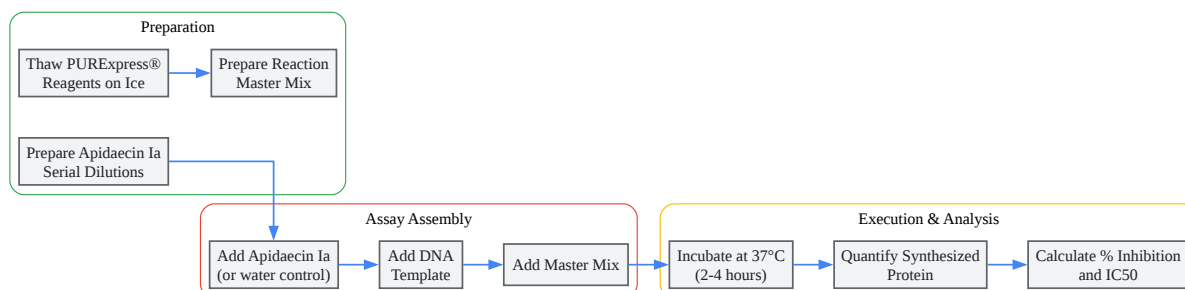 Preparation
Thaw PURExpress®
Reagents on Ice
Prepare Reaction
Master Mix
Prepare Apidaecin Ia
Serial Dilutions
Assay Assembly
Add Apidaecin Ia
(or water control)
Add DNA
Template
Add Master Mix
Execution & Analysis
Incubate at 37°C
(2-4 hours)
Quantify Synthesized
Protein
Calculate % Inhibition
and IC50